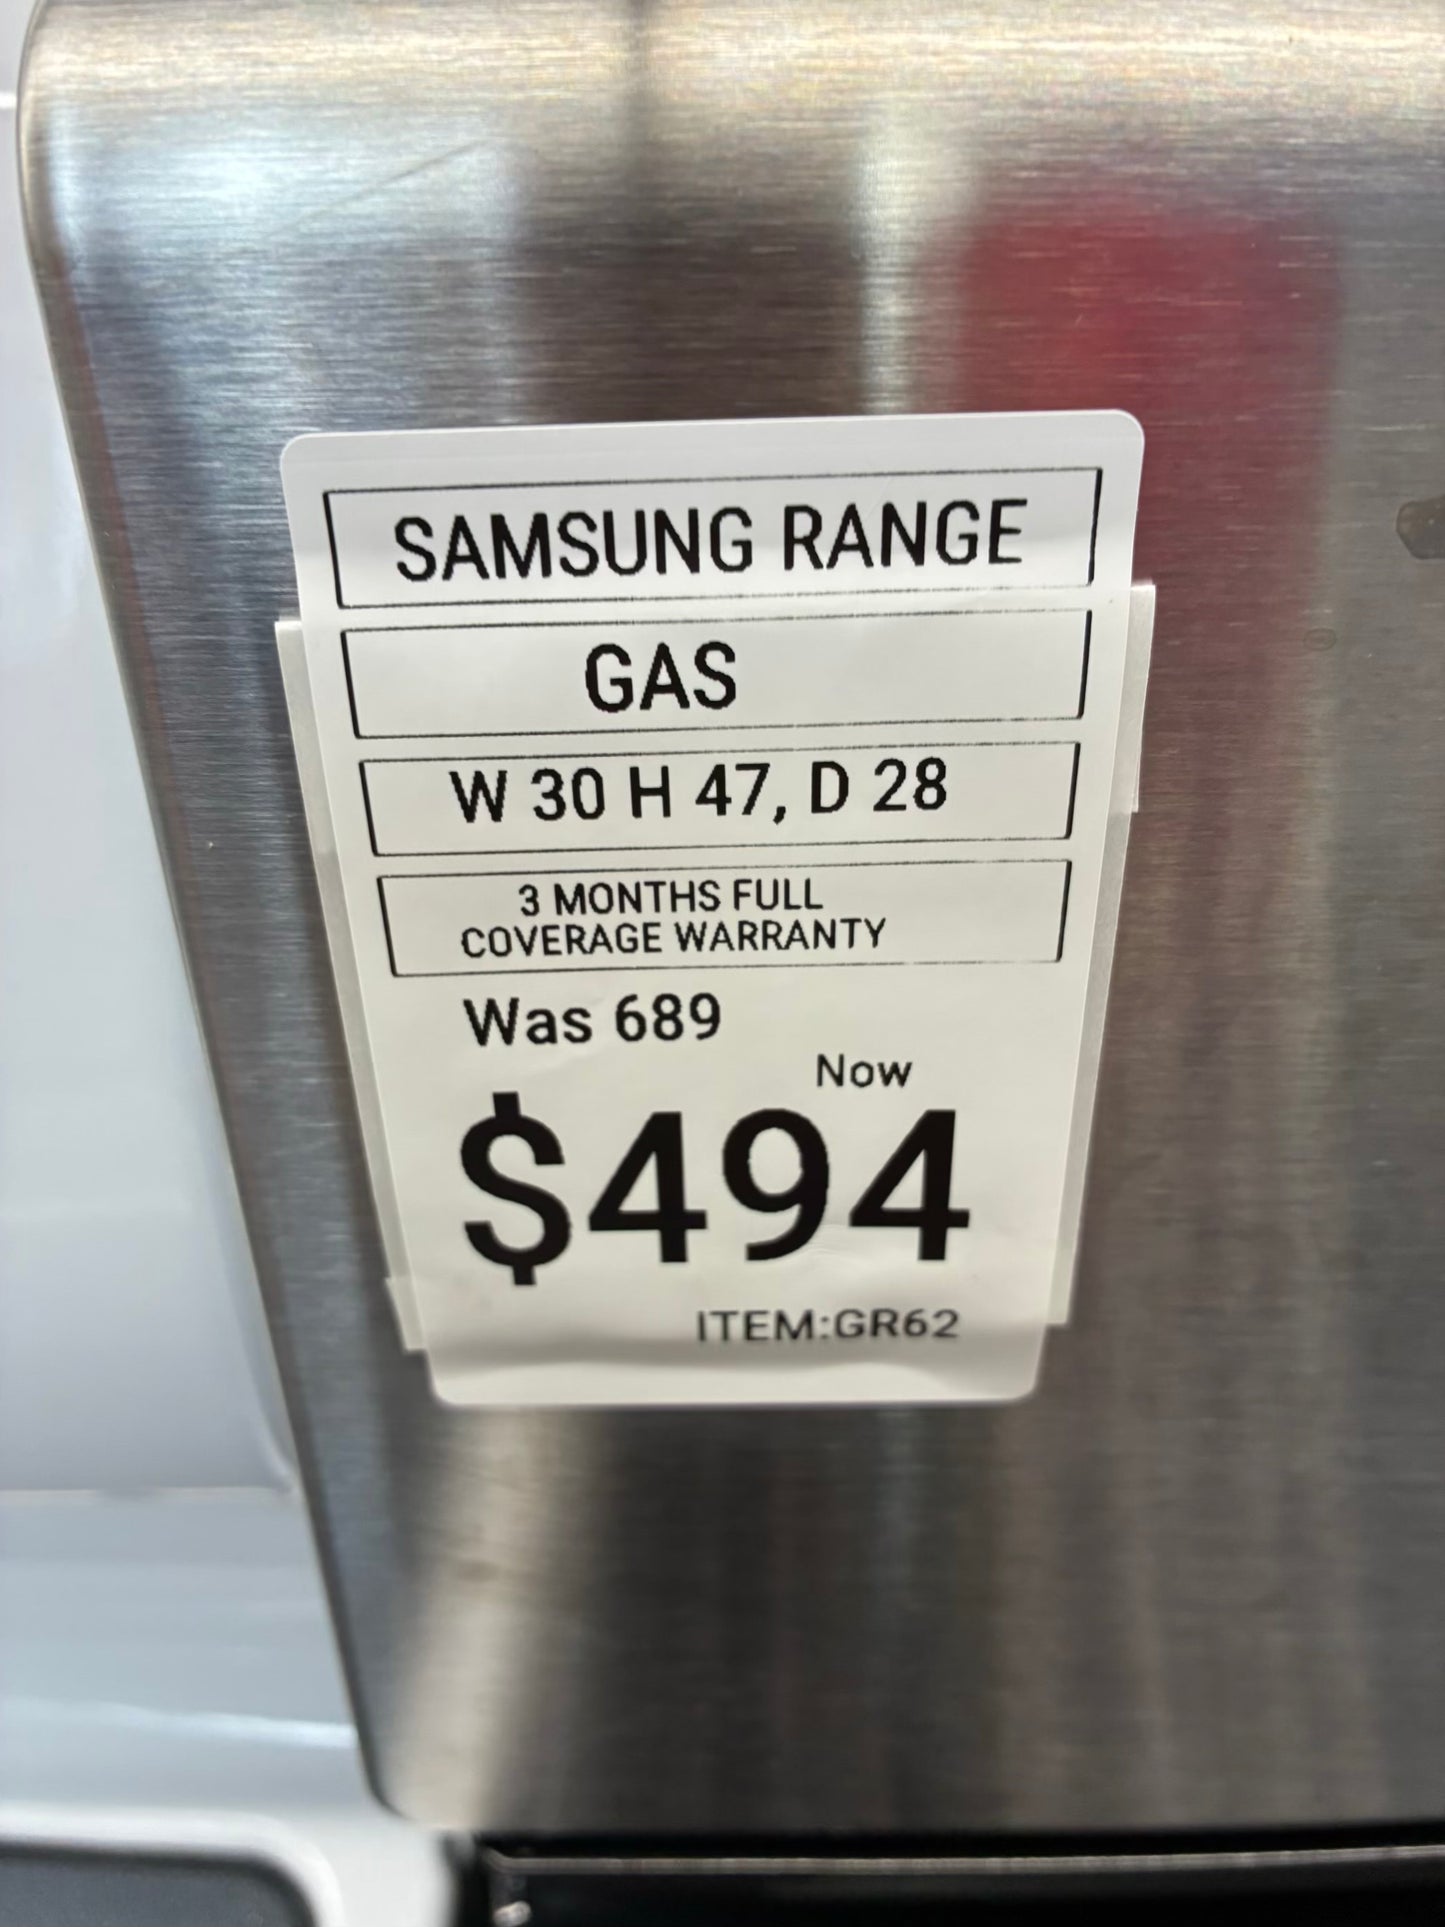 SAMSUNG RANGE
GAS
W 30 H 47, D 28
3 MONTHS FULL
COVERAGE WARRANTY
Was 689
Now
$494
ITEM:GR62